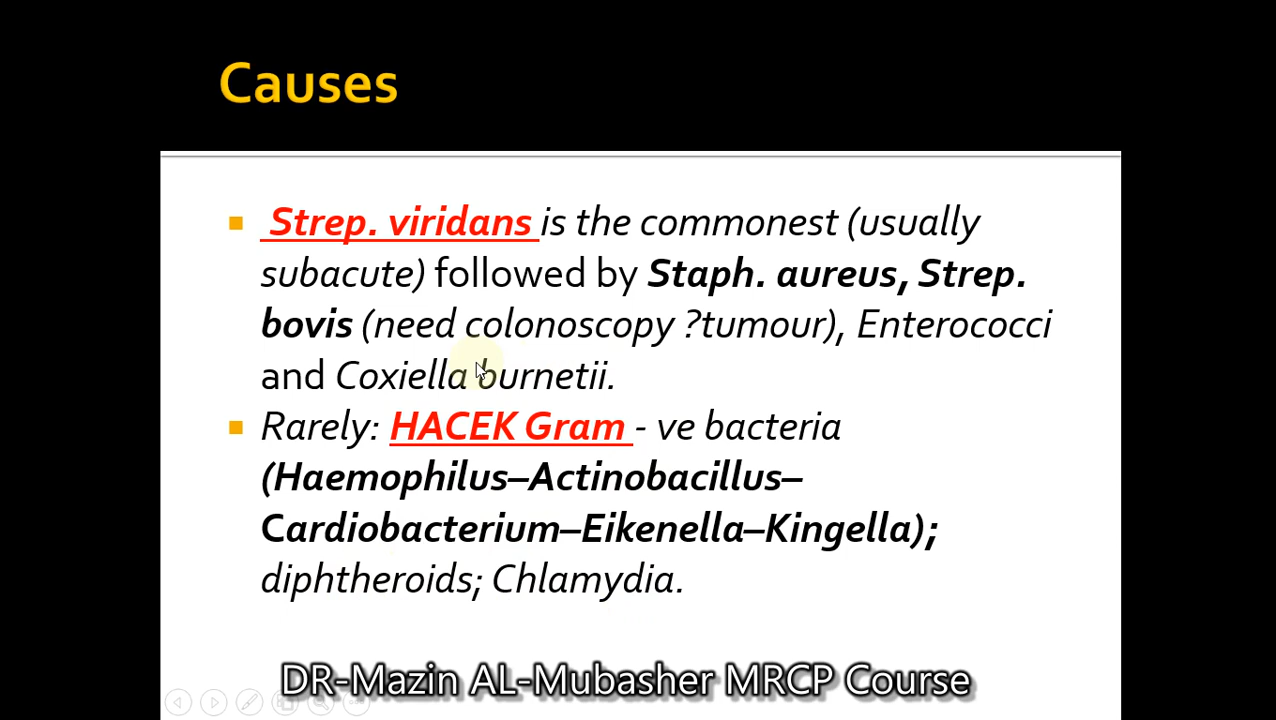 Causes
Strep. viridans is the commonest (usually
subacute) followed by Staph. aureus, Strep.
bovis (need colonoscopy ?tumour), Enterococci
and Coxiella burnetii.
Rarely: HACEK Gram - ve bacteria
(Haemophilus–Actinobacillus–
Cardiobacterium–Eikenella–Kingella);
diphtheroids; Chlamydia.
DR-Mazin AL-Mubasher MRCP Course